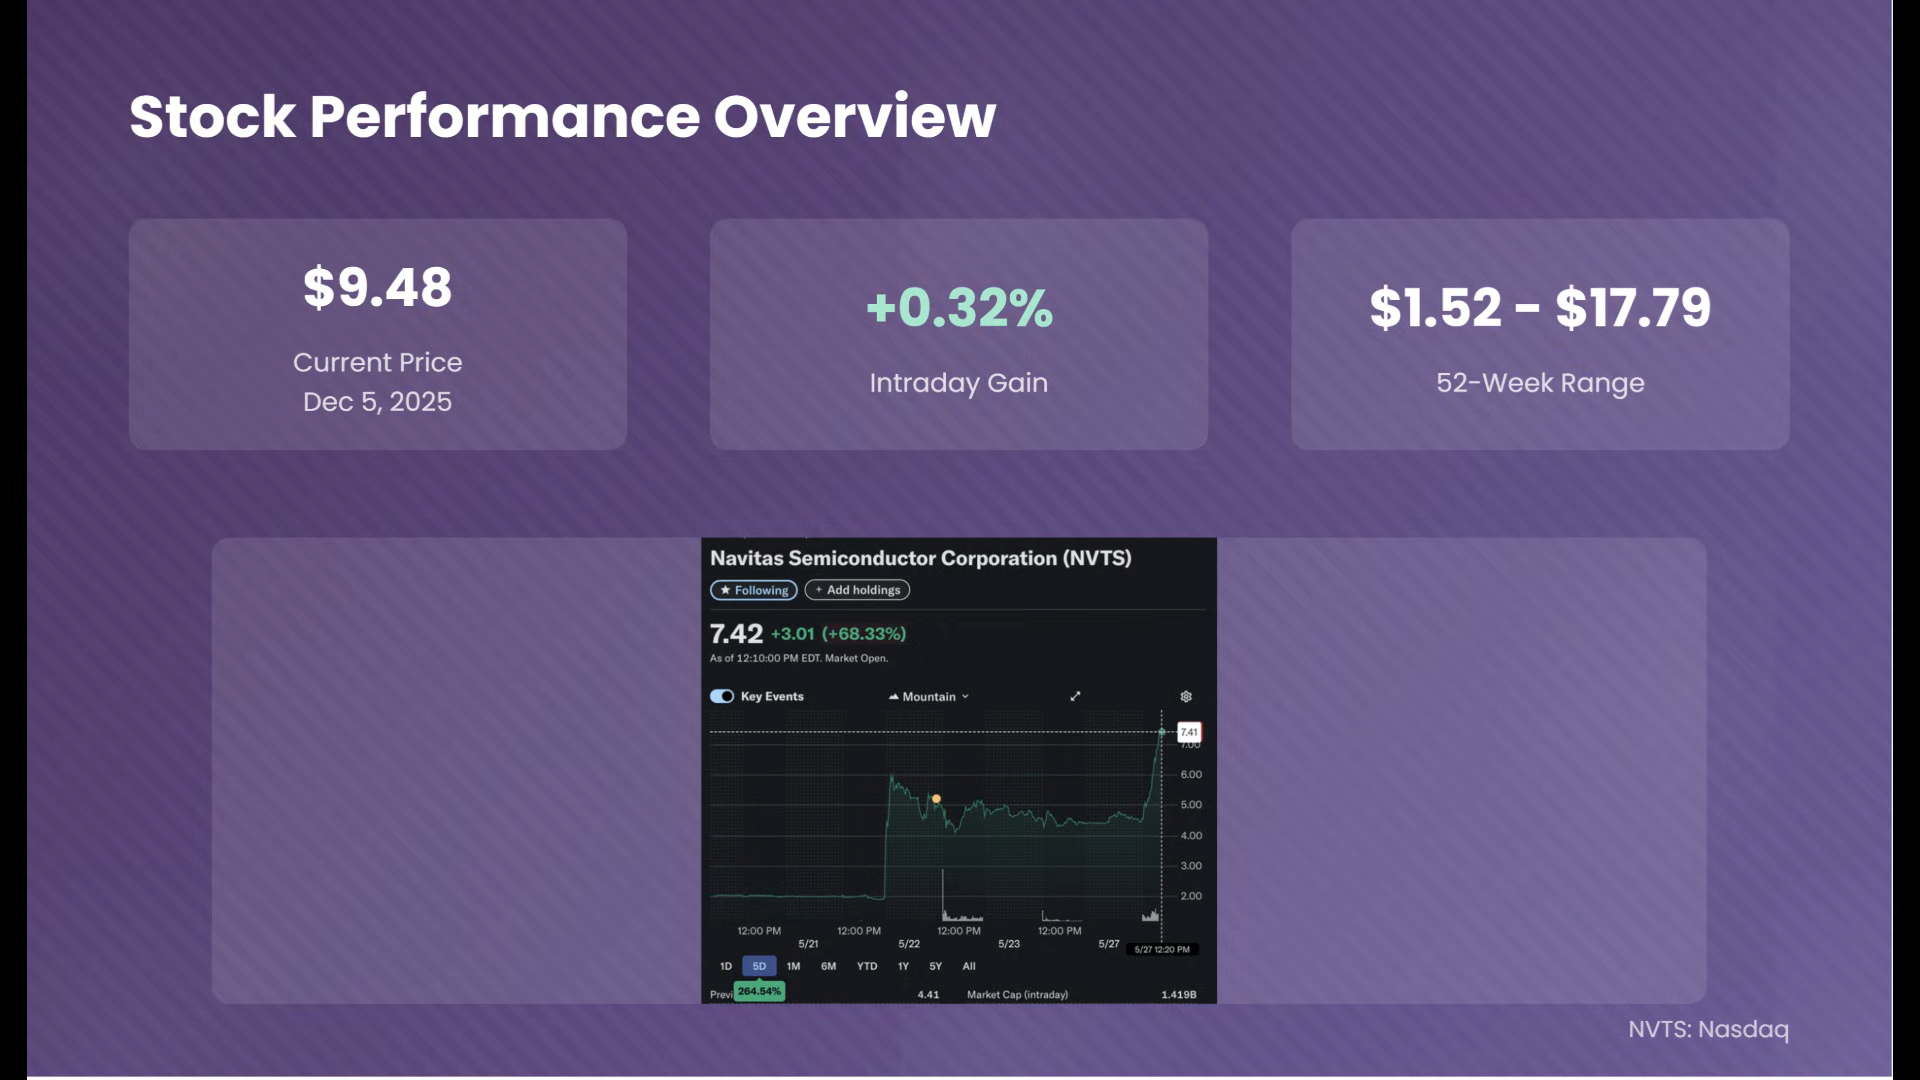 Stock Performance Overview
$9.48
Current Price
Dec 5, 2025
+0.32%
Intraday Gain
$1.52 - $17.79
52-Week Range
Navitas Semiconductor Corporation (NVTS)
★ Following
+ Add holdings
7.42 +3.01 (+68.33%)
As of 12:10:00 PM EDT. Market Open.
Key Events
Mountain
7.41
7.00
6.00
5.00
4.00
3.00
2.00
12:00 PM 12:00 PM 12:00 PM 12:00 PM
5/21 5/22 5/23 5/27
5/27 12:20 PM
1D 5D 1M 6M YTD 1Y 5Y All
264.54%
4.41 Market Cap (intraday) 1.419B
NVTS: Nasdaq